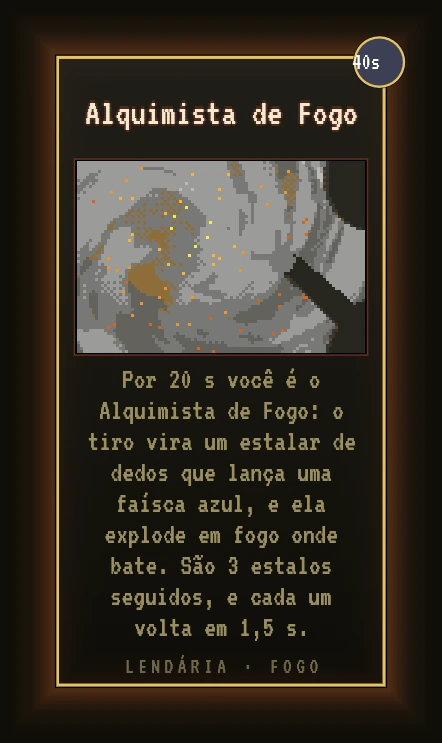 40s
Alquimista de Fogo
Por 20 s você é o
Alquimista de Fogo: o
tiro vira um estalar de
dedos que lança uma
faísca azul, e ela
explode em fogo onde
bate. São 3 estalos
seguidos, e cada um
volta em 1,5 s.
LENDÁRIA · FOGO